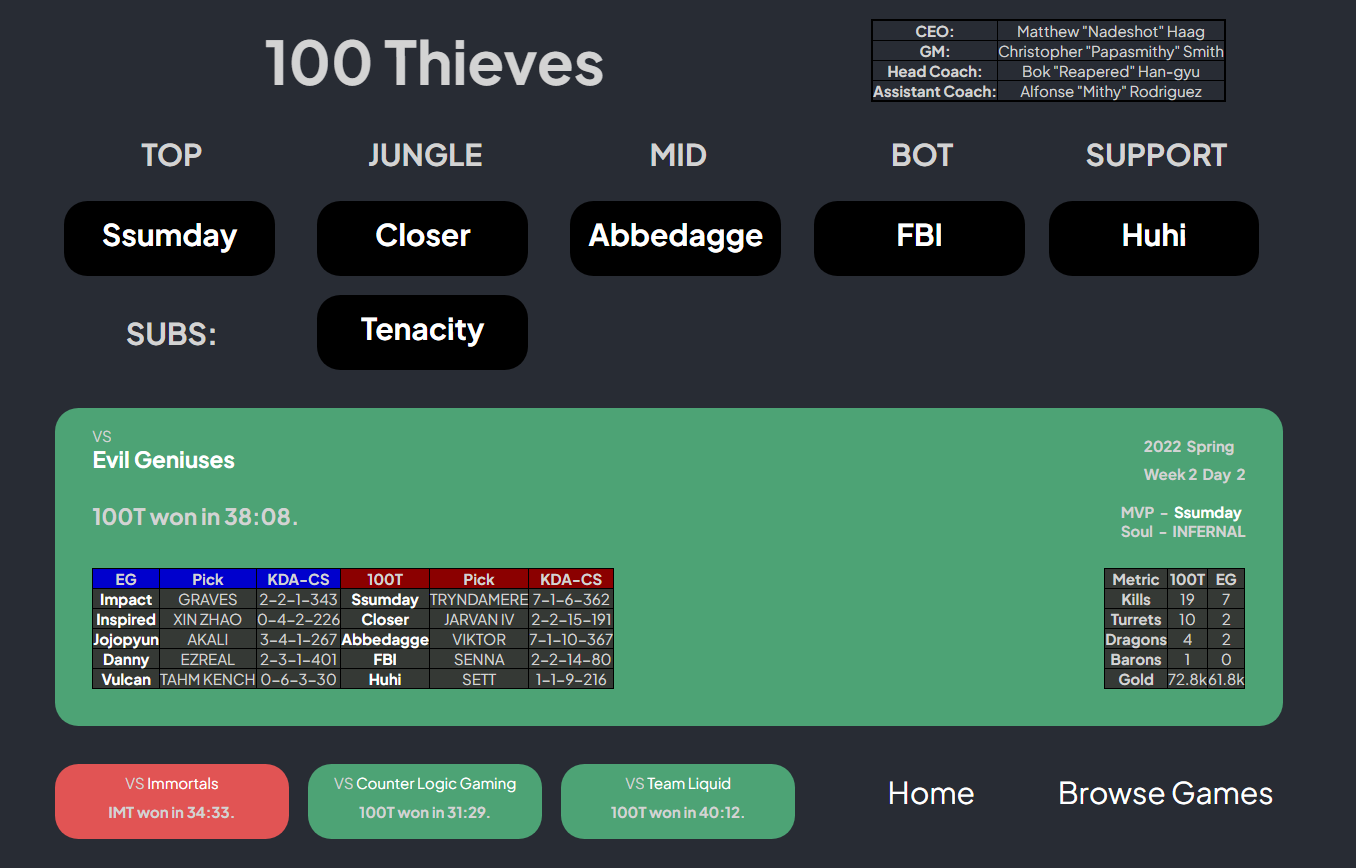 100 Thieves
CEO: Matthew "Nadeshot" Haag
GM: Christopher "Papasmithy" Smith
Head Coach: Bok "Reapered" Han-gyu
Assistant Coach: Alfonse "Mithy" Rodriguez
TOP JUNGLE MID BOT SUPPORT
Ssumday Closer Abbedagge FBI Huhi
SUBS: Tenacity
VS
Evil Geniuses
100T won in 38:08.
2022 Spring
Week 2 Day 2
MVP - Ssumday
Soul - INFERNAL
EG Pick KDA-CS 100T Pick KDA-CS
Impact GRAVES 2-2-1-343 Ssumday TRYNDAMERE 7-1-6-362
Inspired XIN ZHAO 0-4-2-226 Closer JARVAN IV 2-2-15-191
Jojopyun AKALI 3-4-1-267 Abbedagge VIKTOR 7-1-10-367
Danny EZREAL 2-3-1-401 FBI SENNA 2-2-14-80
Vulcan TAHM KENCH 0-6-3-30 Huhi SETT 1-1-9-216
Metric 100T EG
Kills 19 7
Turrets 10 2
Dragons 4 2
Barons 1 0
Gold 72.8k 61.8k
VS Immortals
IMT won in 34:33.
VS Counter Logic Gaming
100T won in 31:29.
VS Team Liquid
100T won in 40:12.
Home
Browse Games